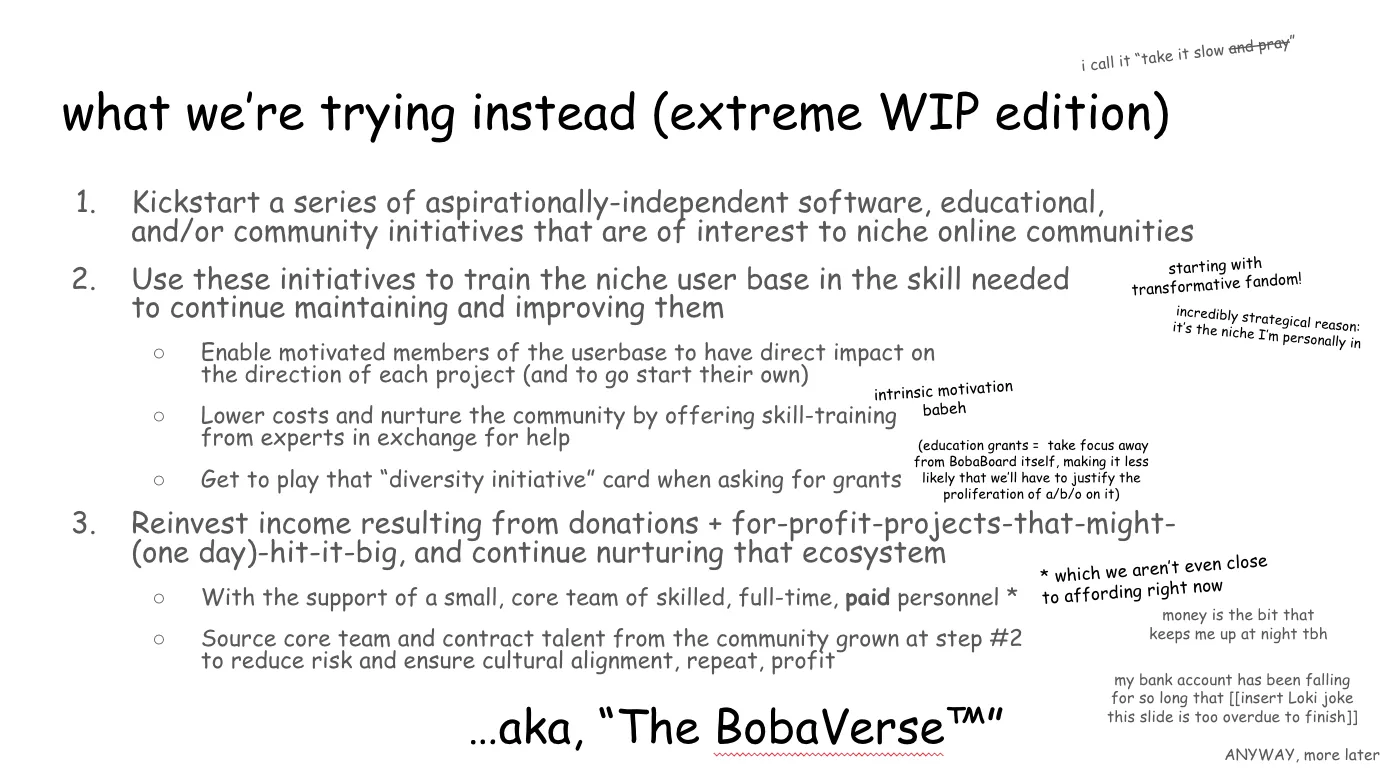 i call it “take it slow and pray”
what we’re trying instead (extreme WIP edition)
1. Kickstart a series of aspirationally-independent software, educational,
and/or community initiatives that are of interest to niche online communities
2. Use these initiatives to train the niche user base in the skill needed
to continue maintaining and improving them
starting with
transformative fandom!
incredibly strategical reason:
it’s the niche I’m personally in
○ Enable motivated members of the userbase to have direct impact on
the direction of each project (and to go start their own)
intrinsic motivation
babeh
○ Lower costs and nurture the community by offering skill-training
from experts in exchange for help
○ Get to play that “diversity initiative” card when asking for grants
(education grants = take focus away
from BobaBoard itself, making it less
likely that we’ll have to justify the
proliferation of a/b/o on it)
3. Reinvest income resulting from donations + for-profit-projects-that-might-
(one day)-hit-it-big, and continue nurturing that ecosystem
○ With the support of a small, core team of skilled, full-time, paid personnel *
* which we aren’t even close
to affording right now
money is the bit that
keeps me up at night tbh
○ Source core team and contract talent from the community grown at step #2
to reduce risk and ensure cultural alignment, repeat, profit
my bank account has been falling
for so long that [[insert Loki joke
this slide is too overdue to finish]]
…aka, “The BobaVerse™”
ANYWAY, more later